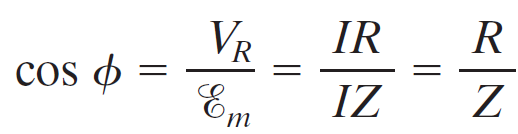 cos ϕ = V_R / ℰ_m = IR / IZ = R / Z